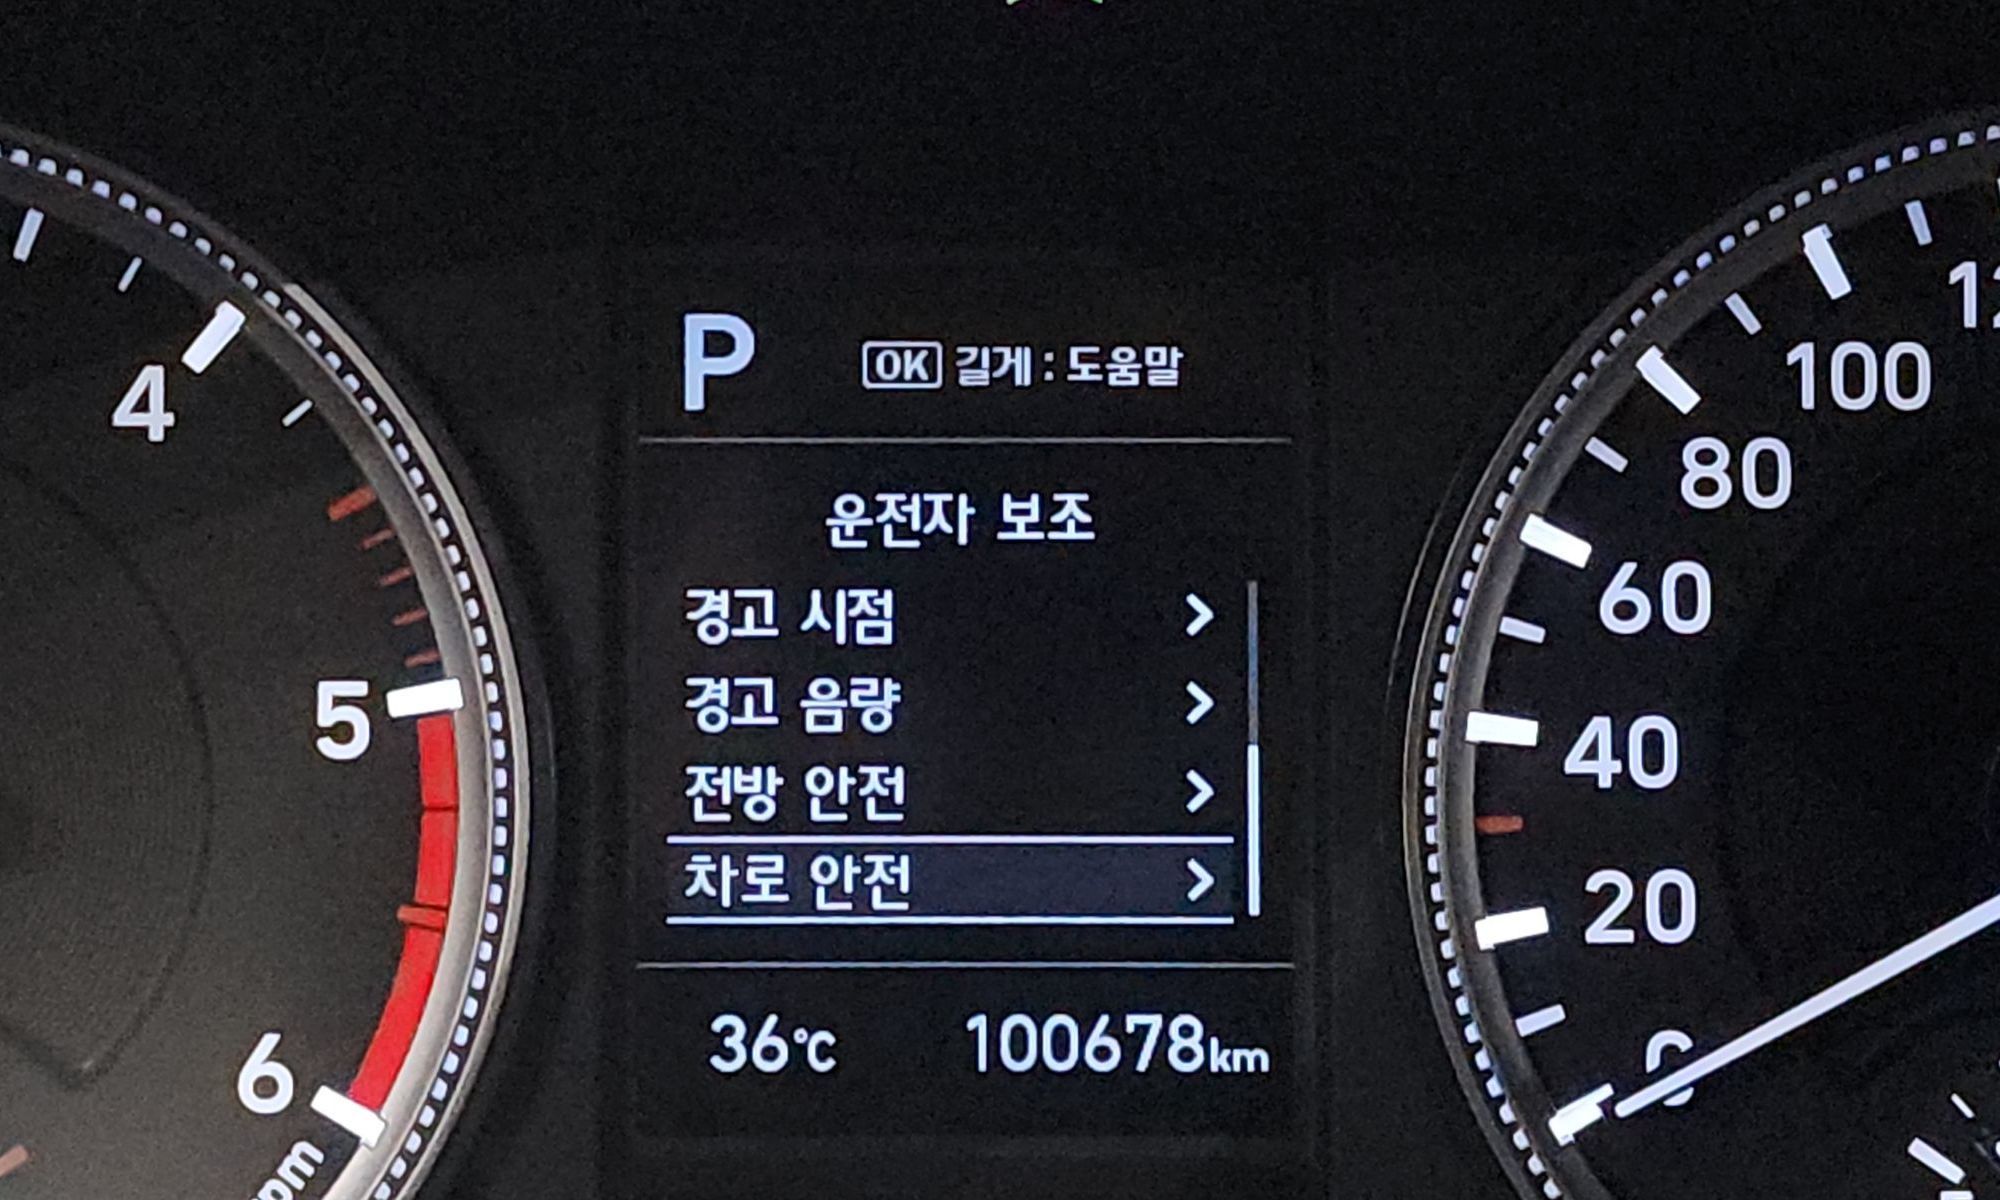 P
OK 길게 : 도움말
운전자 보조
경고 시점 >
경고 음량 >
전방 안전 >
차로 안전 >
36℃ 100678km
4
5
6
100
80
60
40
20
0